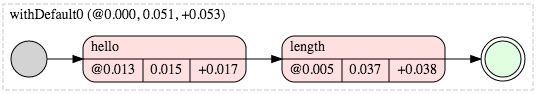 withDefault0 (@0.000, 0.051, +0.053)
hello
@0.013 0.015 +0.017
length
@0.005 0.037 +0.038